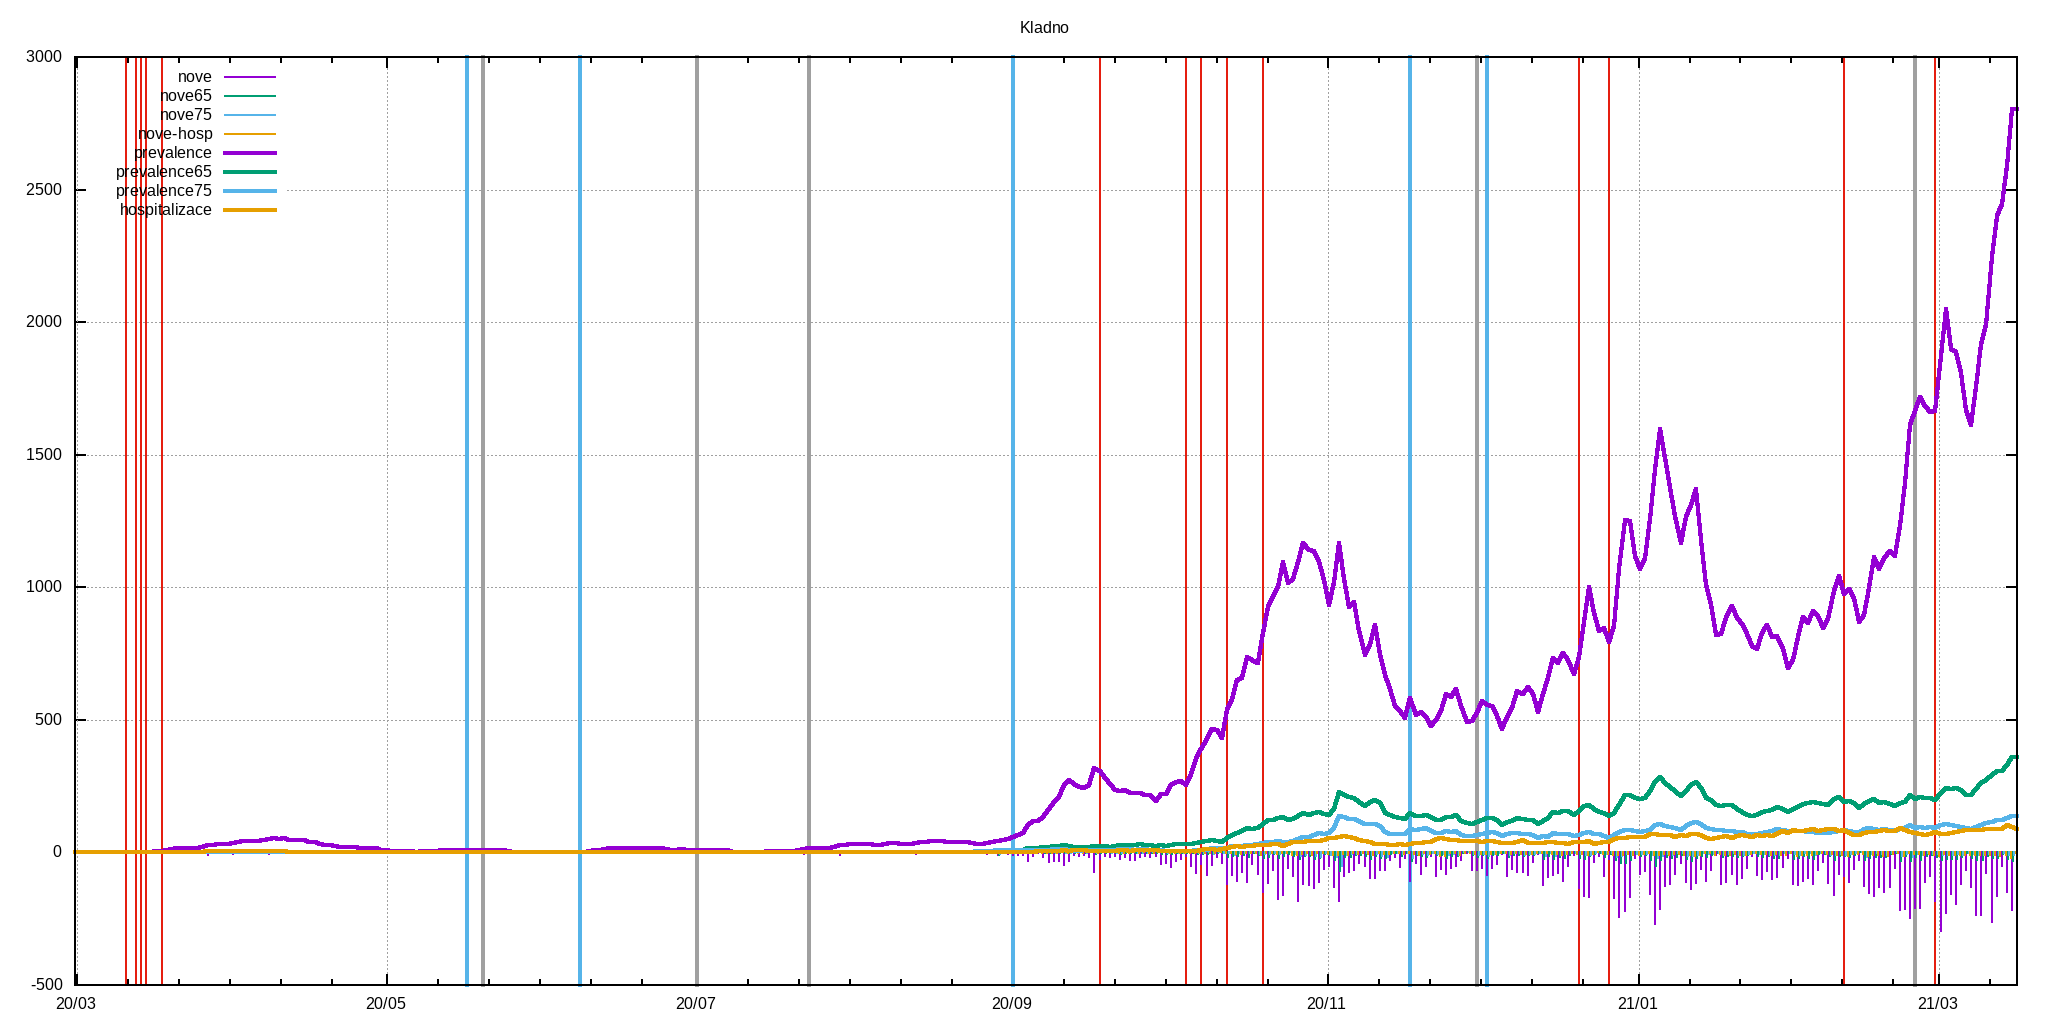 Kladno
3000
2500
2000
1500
1000
500
0
-500
nove
nove65
nove75
nove-hosp
prevalence
prevalence65
prevalence75
hospitalizace
20/03 20/05 20/07 20/09 20/11 21/01 21/03